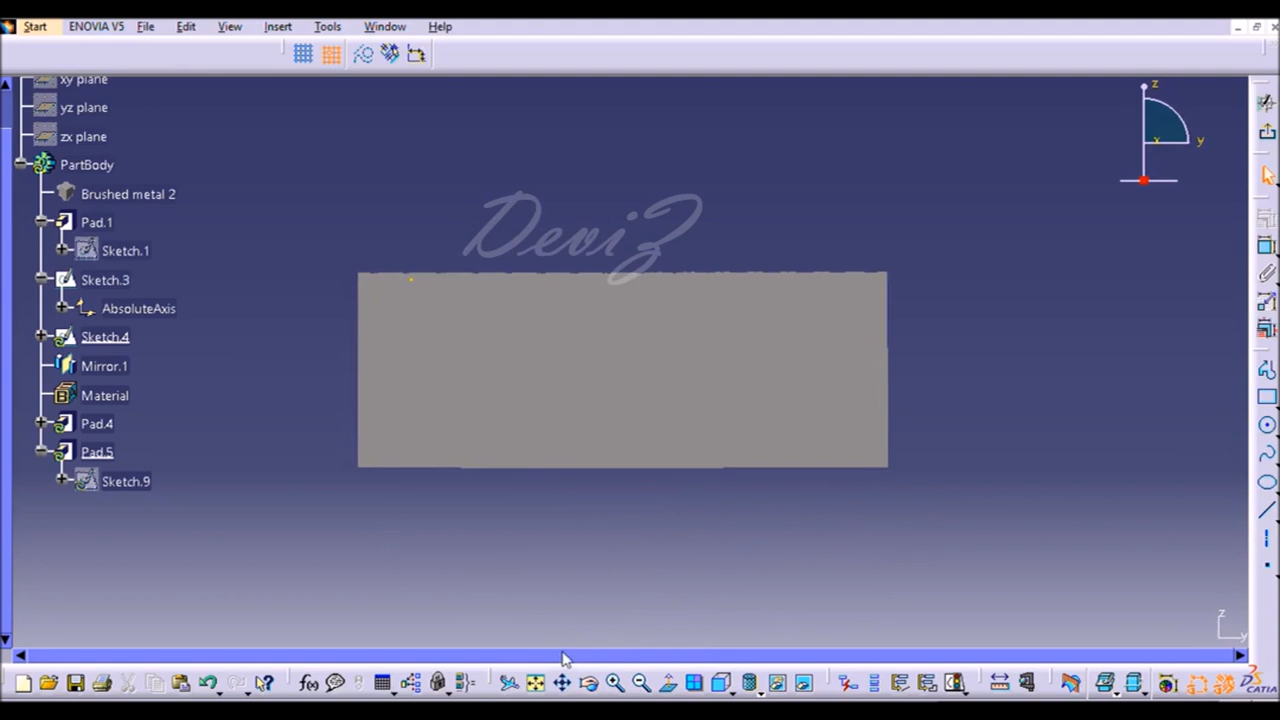 Start ENOVIA V5 File Edit View Insert Tools Window Help
xy plane
yz plane
zx plane
PartBody
Brushed metal 2
Pad.1
Sketch.1
Sketch.3
AbsoluteAxis
Sketch.4
Mirror.1
Material
Pad.4
Pad.5
Sketch.9
DeviZ
z
x y
z
y
f(x)
CATIA